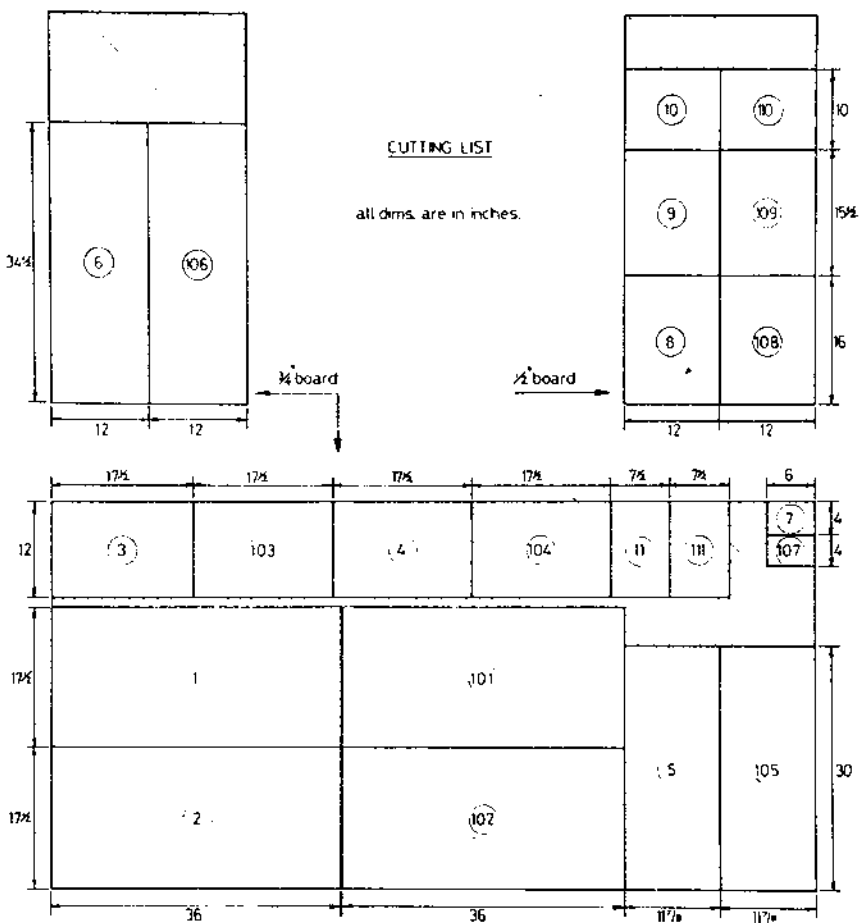 10 110 10
CUTTING LIST
9 109 15½
all dims. are in inches.
34½ 6 106
8 108 16
¾" board ½" board
12 12 12 12
17½ 17½ 17½ 17½ 7½ 7½ 6
7 4
12 3 103 4 104 11 111 107 4
17½ 1 101
5 105 30
17½ 2 102
36 36 11⅞ 11⅞